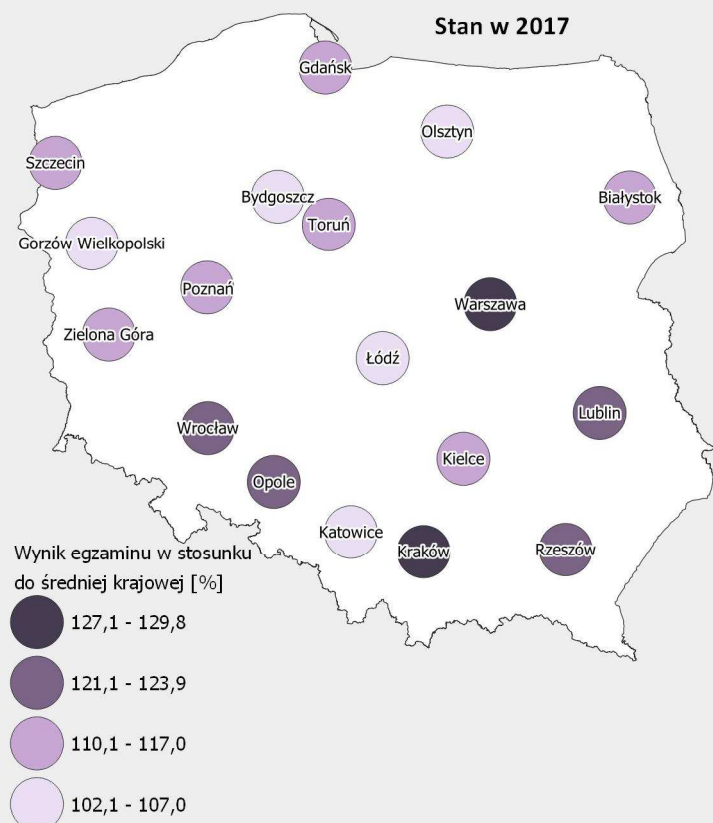 Stan w 2017
Gdańsk
Olsztyn
Szczecin
Bydgoszcz
Białystok
Toruń
Gorzów Wielkopolski
Poznań
Warszawa
Zielona Góra
Łódź
Lublin
Wrocław
Kielce
Opole
Katowice
Kraków
Rzeszów
Wynik egzaminu w stosunku
do średniej krajowej [%]
127,1 - 129,8
121,1 - 123,9
110,1 - 117,0
102,1 - 107,0